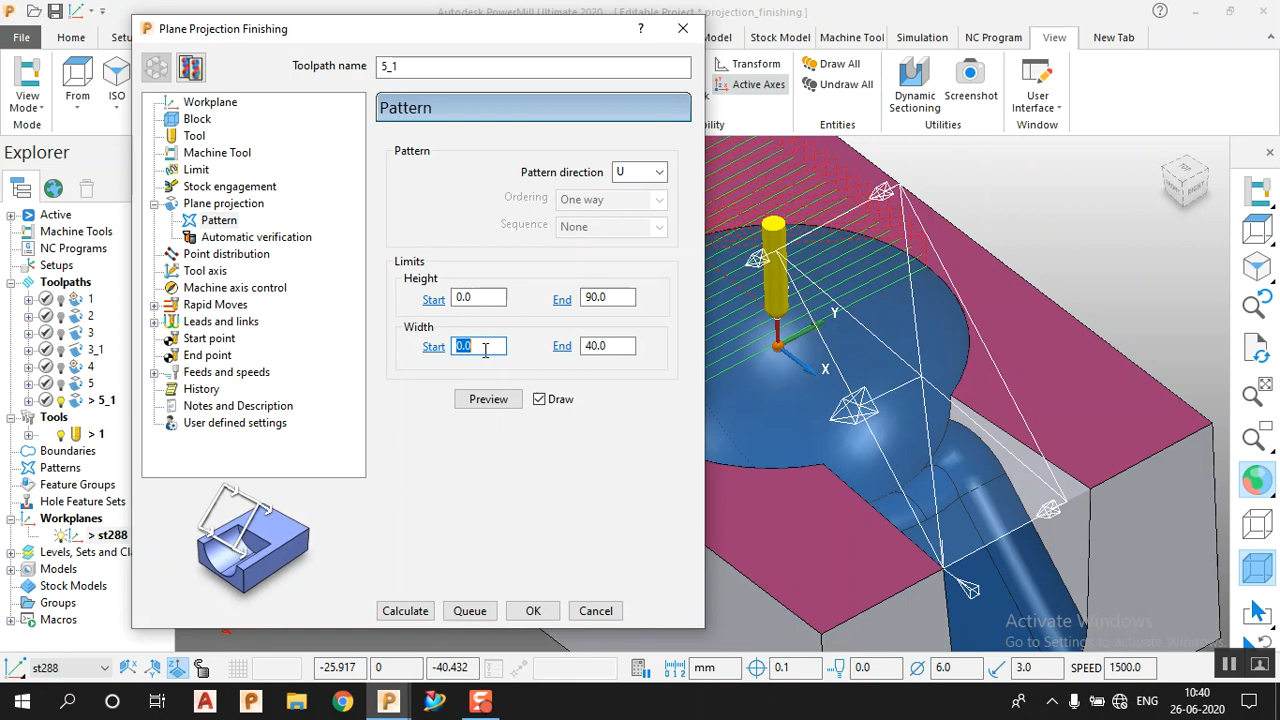 Autodesk PowerMill Ultimate 2020 [ Editable Project * projection_finishing ]
Plane Projection Finishing
File
Home
Setu
Model
Stock Model
Machine Tool
Simulation
NC Program
View
New Tab
View
Mode
From
ISO
Mode
Transform
Active Axes
bility
Draw All
Undraw All
Entities
Dynamic
Sectioning
Screenshot
Utilities
User
Interface
Window
Explorer
Active
Machine Tools
NC Programs
Setups
Toolpaths
1
2
3
3_1
4
5
> 5_1
Tools
> 1
Boundaries
Patterns
Feature Groups
Hole Feature Sets
Workplanes
> st288
Levels, Sets and Cla
Models
Stock Models
Groups
Macros
Toolpath name
5_1
Workplane
Block
Tool
Machine Tool
Limit
Stock engagement
Plane projection
Pattern
Automatic verification
Point distribution
Tool axis
Machine axis control
Rapid Moves
Leads and links
Start point
End point
Feeds and speeds
History
Notes and Description
User defined settings
Pattern
Pattern
Pattern direction U
Ordering One way
Sequence None
Limits
Height
Start 0.0 End 90.0
Width
Start 0.0 End 40.0
Preview Draw
Calculate Queue OK Cancel
Y
X
Activate Windows
Go to Settings to activate Windows.
st288
-25.917 0 -40.432
mm
0.1
0.0
6.0
3.0
SPEED 1500.0
ENG
10:40
26-06-2020